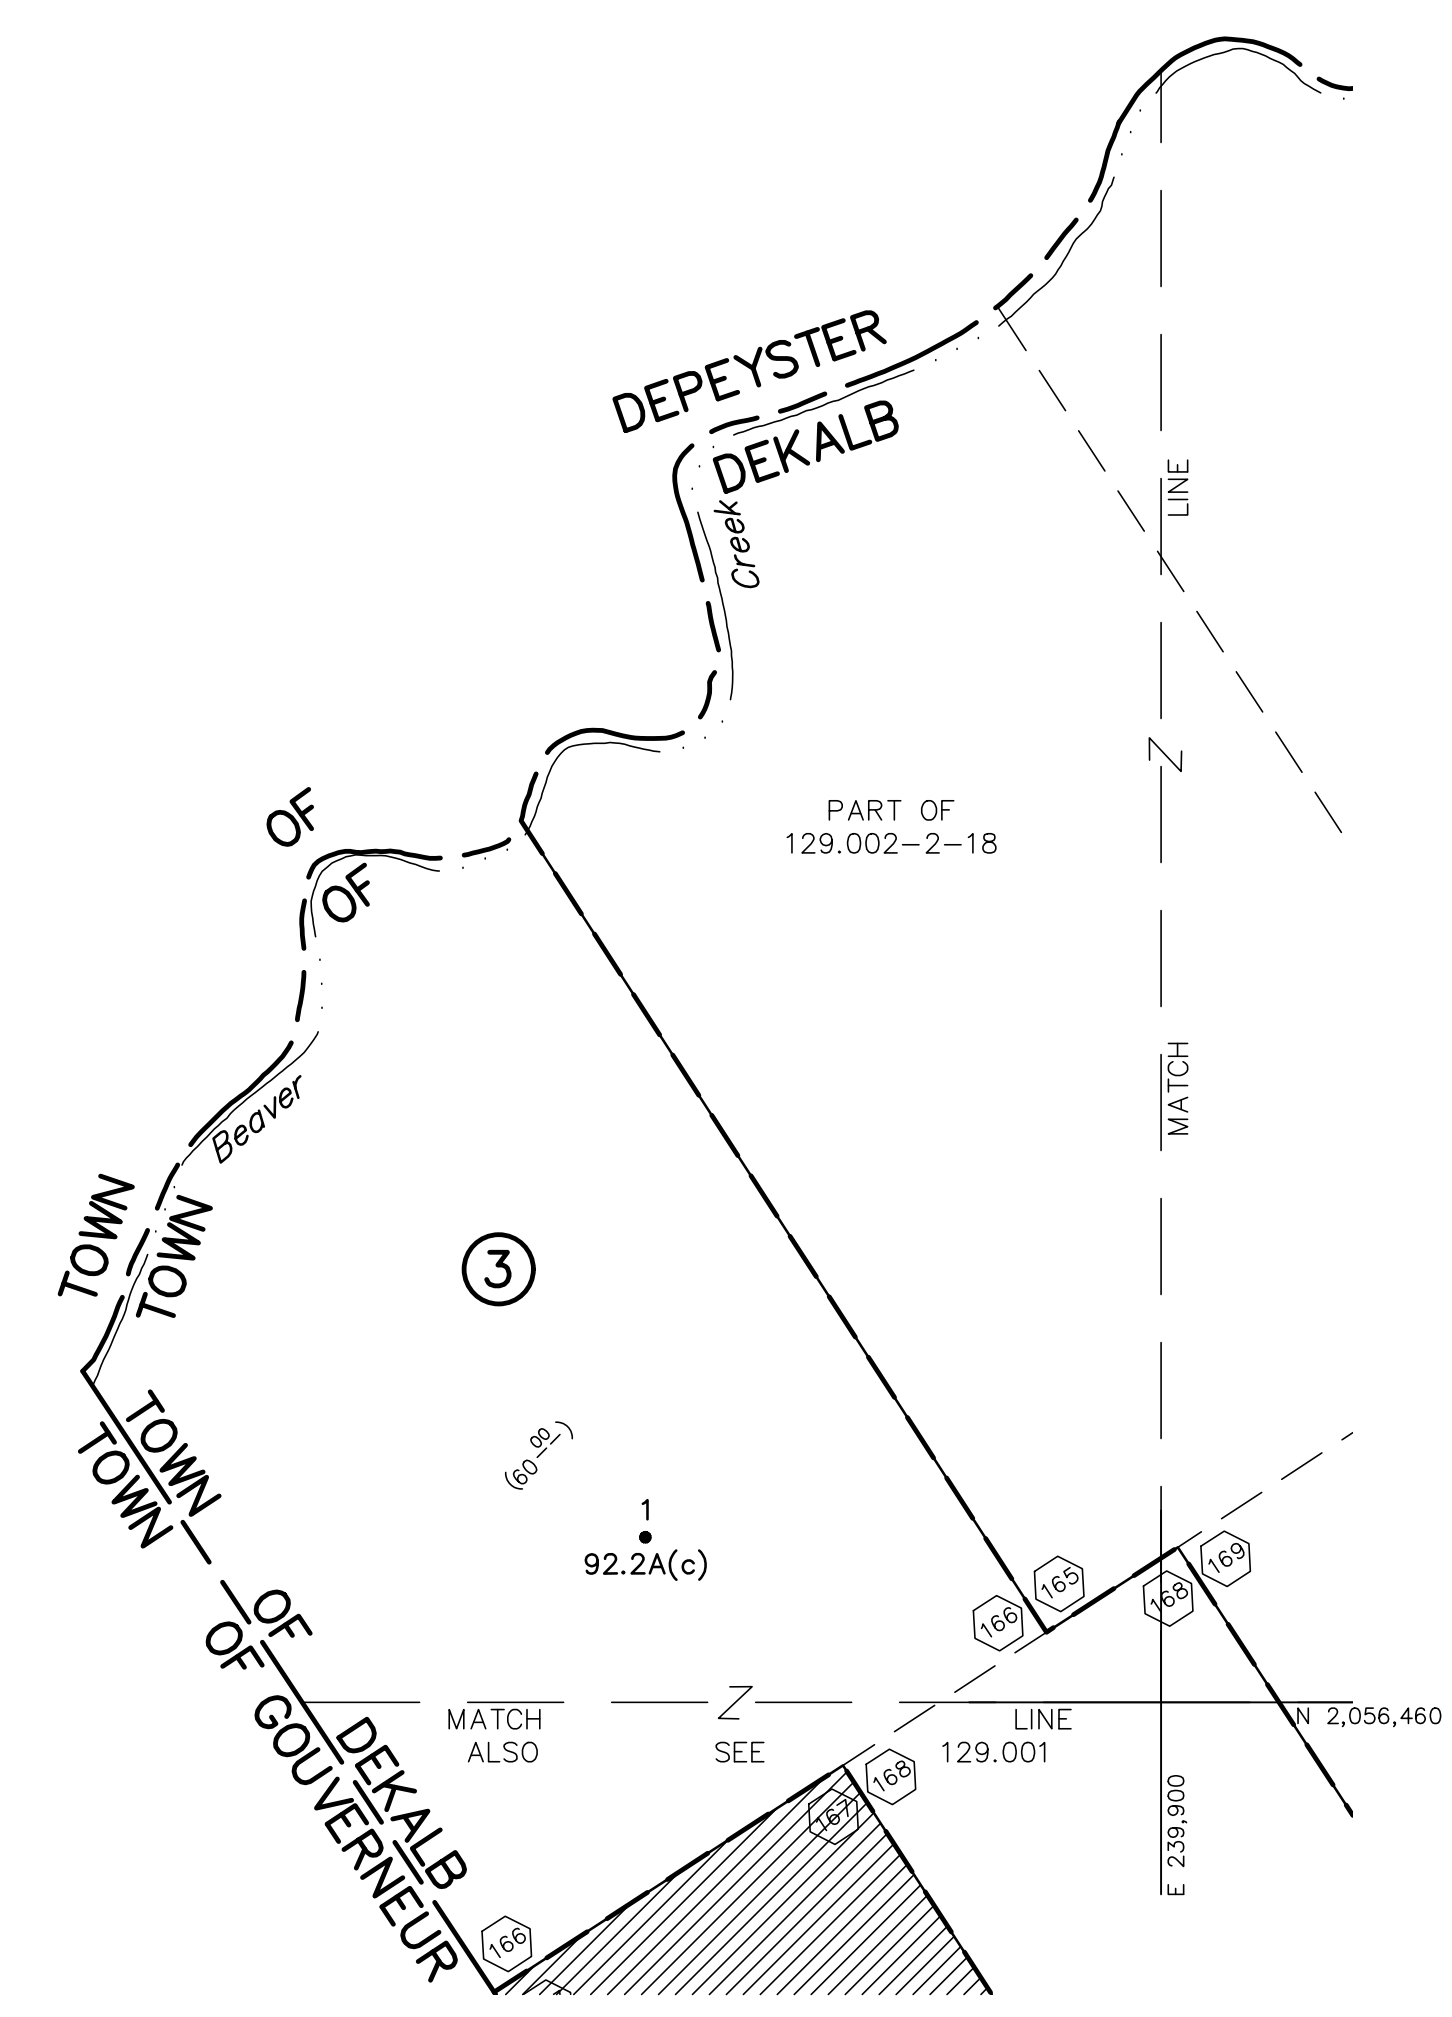 DEPEYSTER
DEKALB
Creek
LINE
Z
PART OF
129.002-2-18
OF
OF
MATCH
Beaver
TOWN
TOWN
3
(60.00)
1
92.2A(c)
TOWN
TOWN
169
165
168
166
OF
OF
Z
MATCH
LINE
N 2,056,460
ALSO
SEE
129.001
DEKALB
GOUVERNEUR
168
167
E 239,900
166